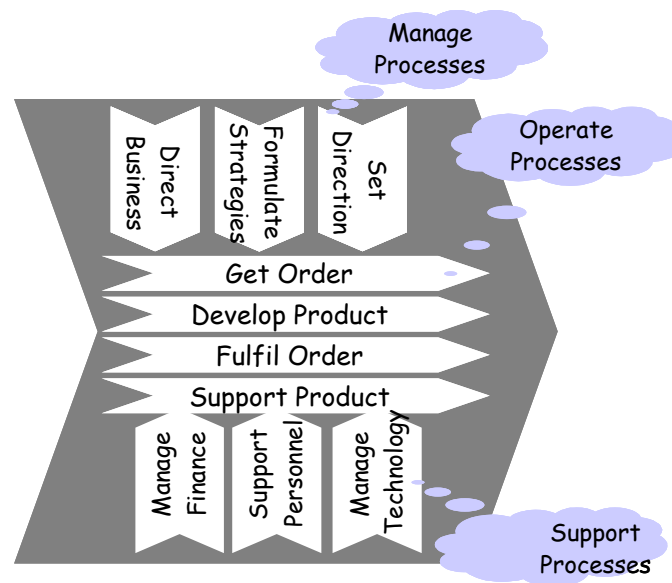 Manage
Processes
Operate
Processes
Direct
Business
Formulate
Strategies
Set
Direction
Get Order
Develop Product
Fulfil Order
Support Product
Manage
Finance
Support
Personnel
Manage
Technology
Support
Processes